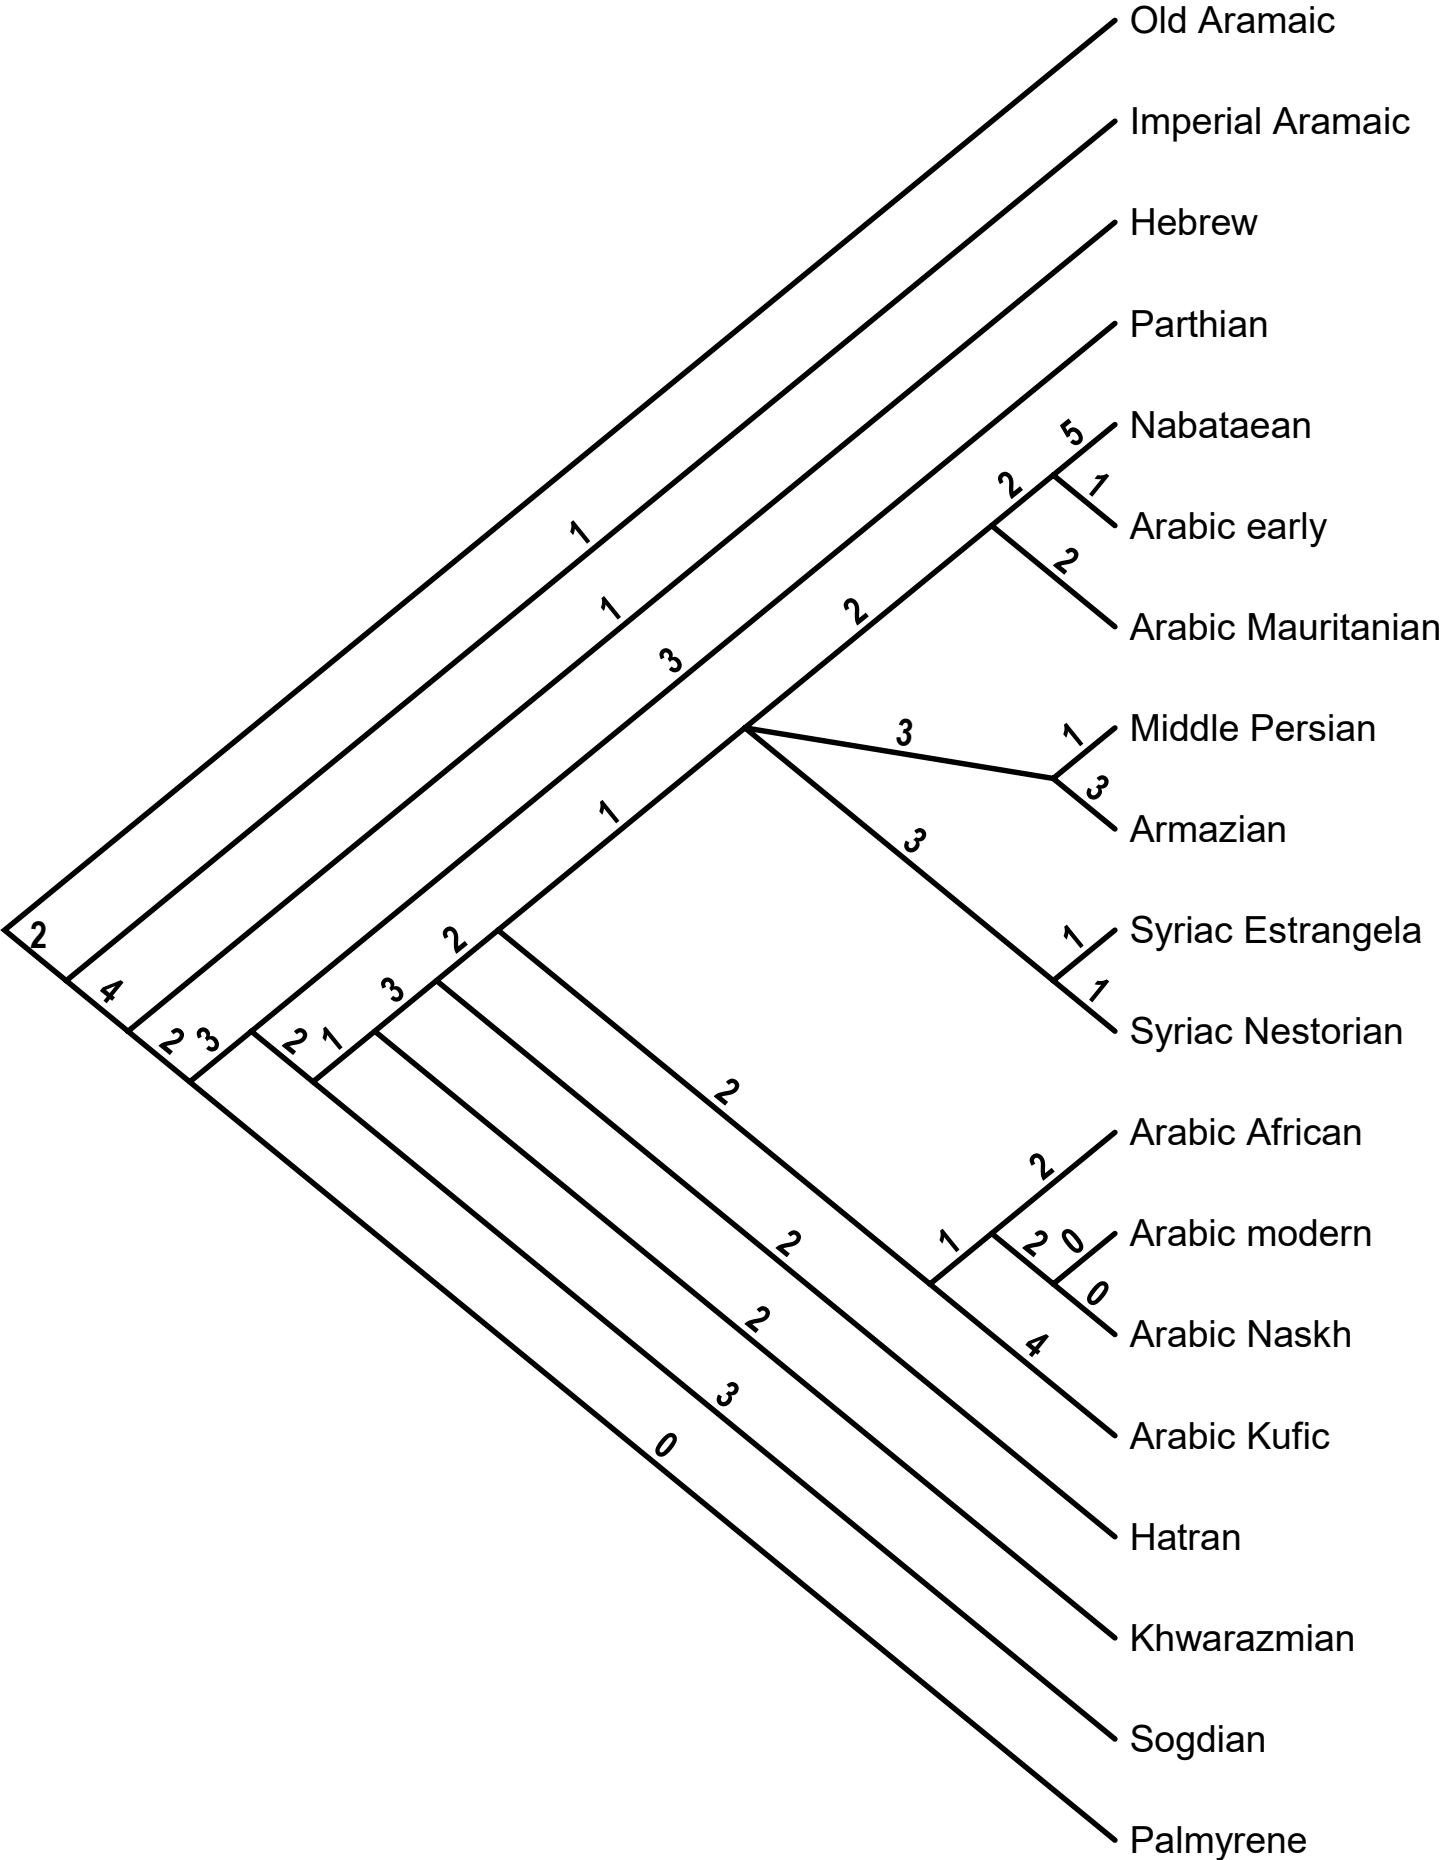 Old Aramaic
Imperial Aramaic
Hebrew
Parthian
5
Nabataean
2
1
Arabic early
1
2
2
Arabic Mauritanian
1
3
3
1
Middle Persian
3
Armazian
1
3
2
1
Syriac Estrangela
2
4
3
1
Syriac Nestorian
2
3
2
1
2
Arabic African
2
1
2
0
Arabic modern
2
0
Arabic Naskh
2
4
3
Arabic Kufic
0
Hatran
Khwarazmian
Sogdian
Palmyrene